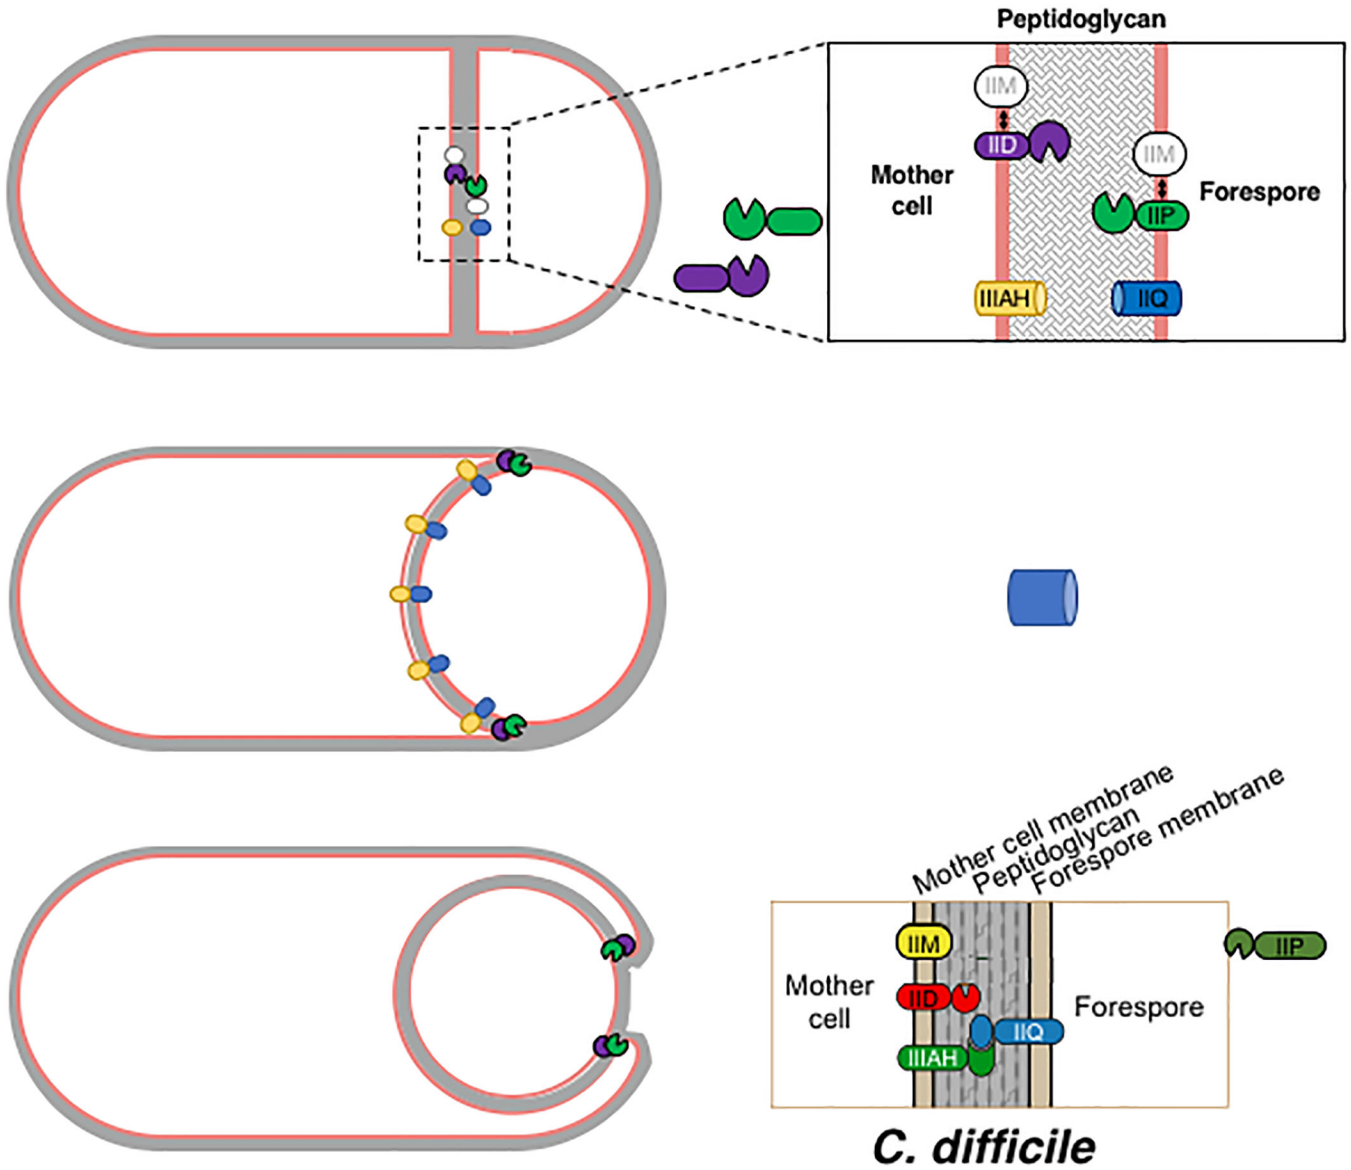 Peptidoglycan
IIM
IID
IIM
Mother
cell
Forespore
IIP
IIIAH
IIQ
Mother cell membrane
Peptidoglycan
Forespore membrane
IIM
IIP
IID
Mother
cell
Forespore
IIQ
IIIAH
C. difficile